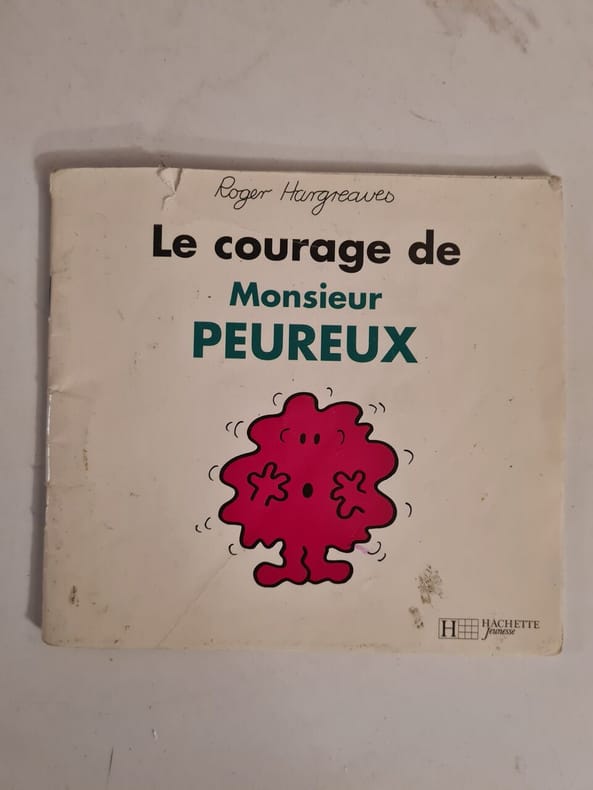 Roger Hargreaves
Le courage de
Monsieur
PEUREUX
H HACHETTE
Jeunesse